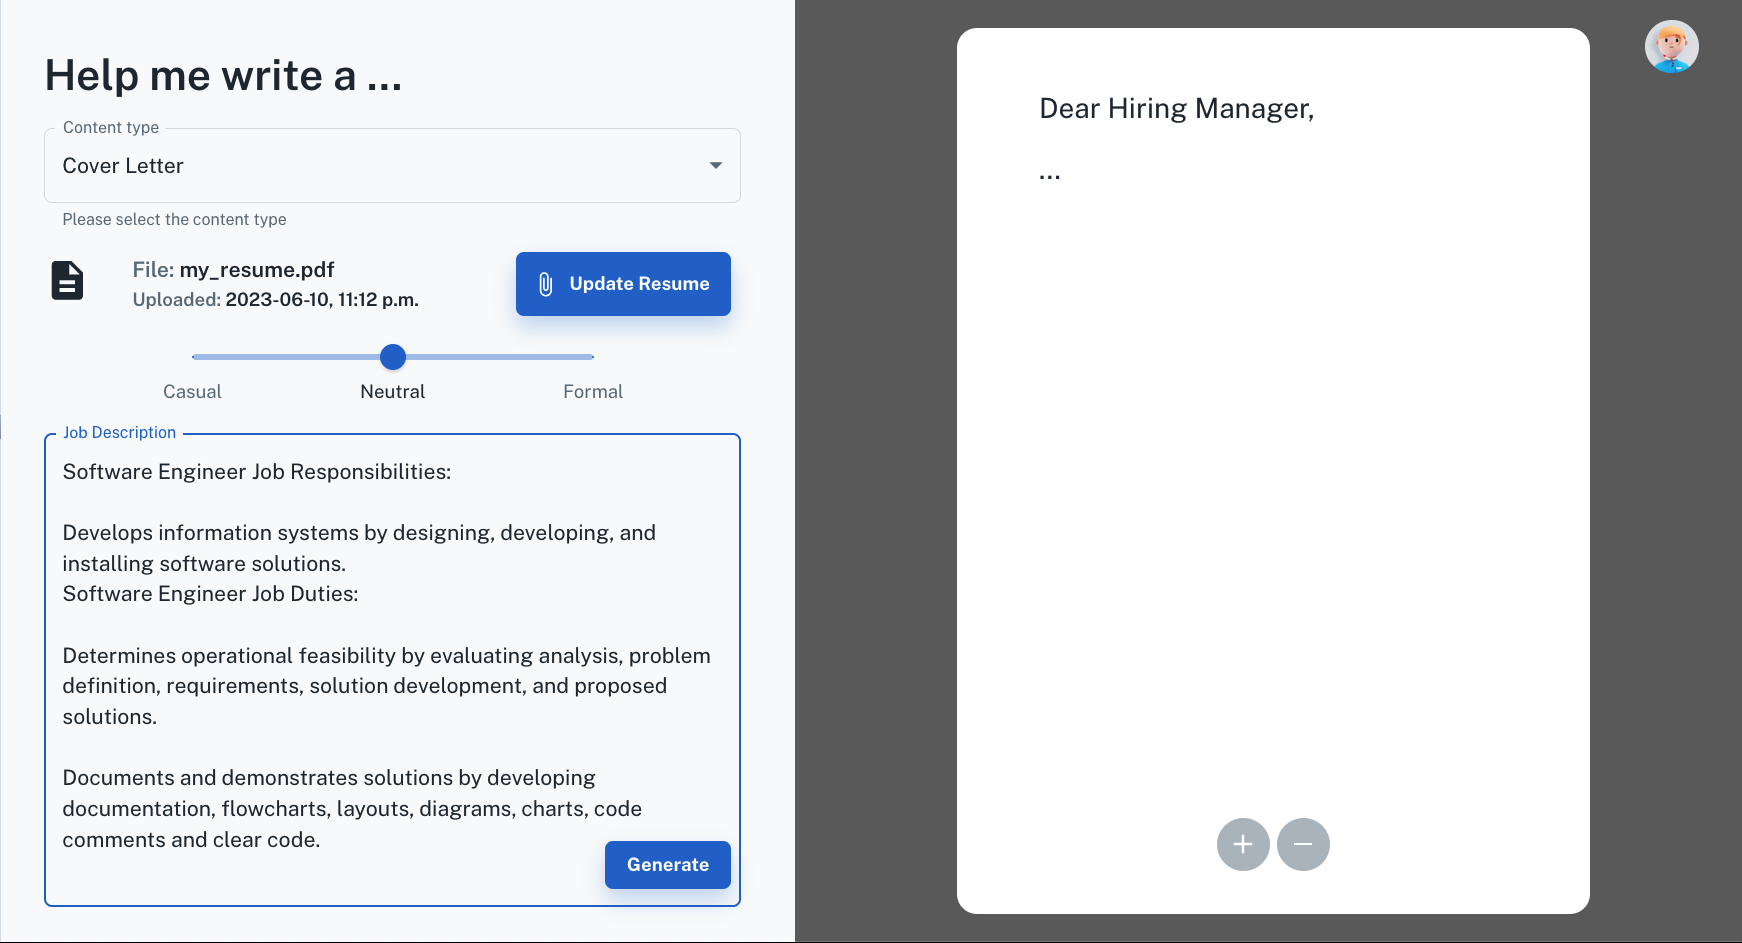 Help me write a ...
Content type
Cover Letter
Please select the content type
File: my_resume.pdf
Uploaded: 2023-06-10, 11:12 p.m.
Update Resume
Casual
Neutral
Formal
Job Description
Software Engineer Job Responsibilities:
Develops information systems by designing, developing, and
installing software solutions.
Software Engineer Job Duties:
Determines operational feasibility by evaluating analysis, problem
definition, requirements, solution development, and proposed
solutions.
Documents and demonstrates solutions by developing
documentation, flowcharts, layouts, diagrams, charts, code
comments and clear code.
Generate
Dear Hiring Manager,
...